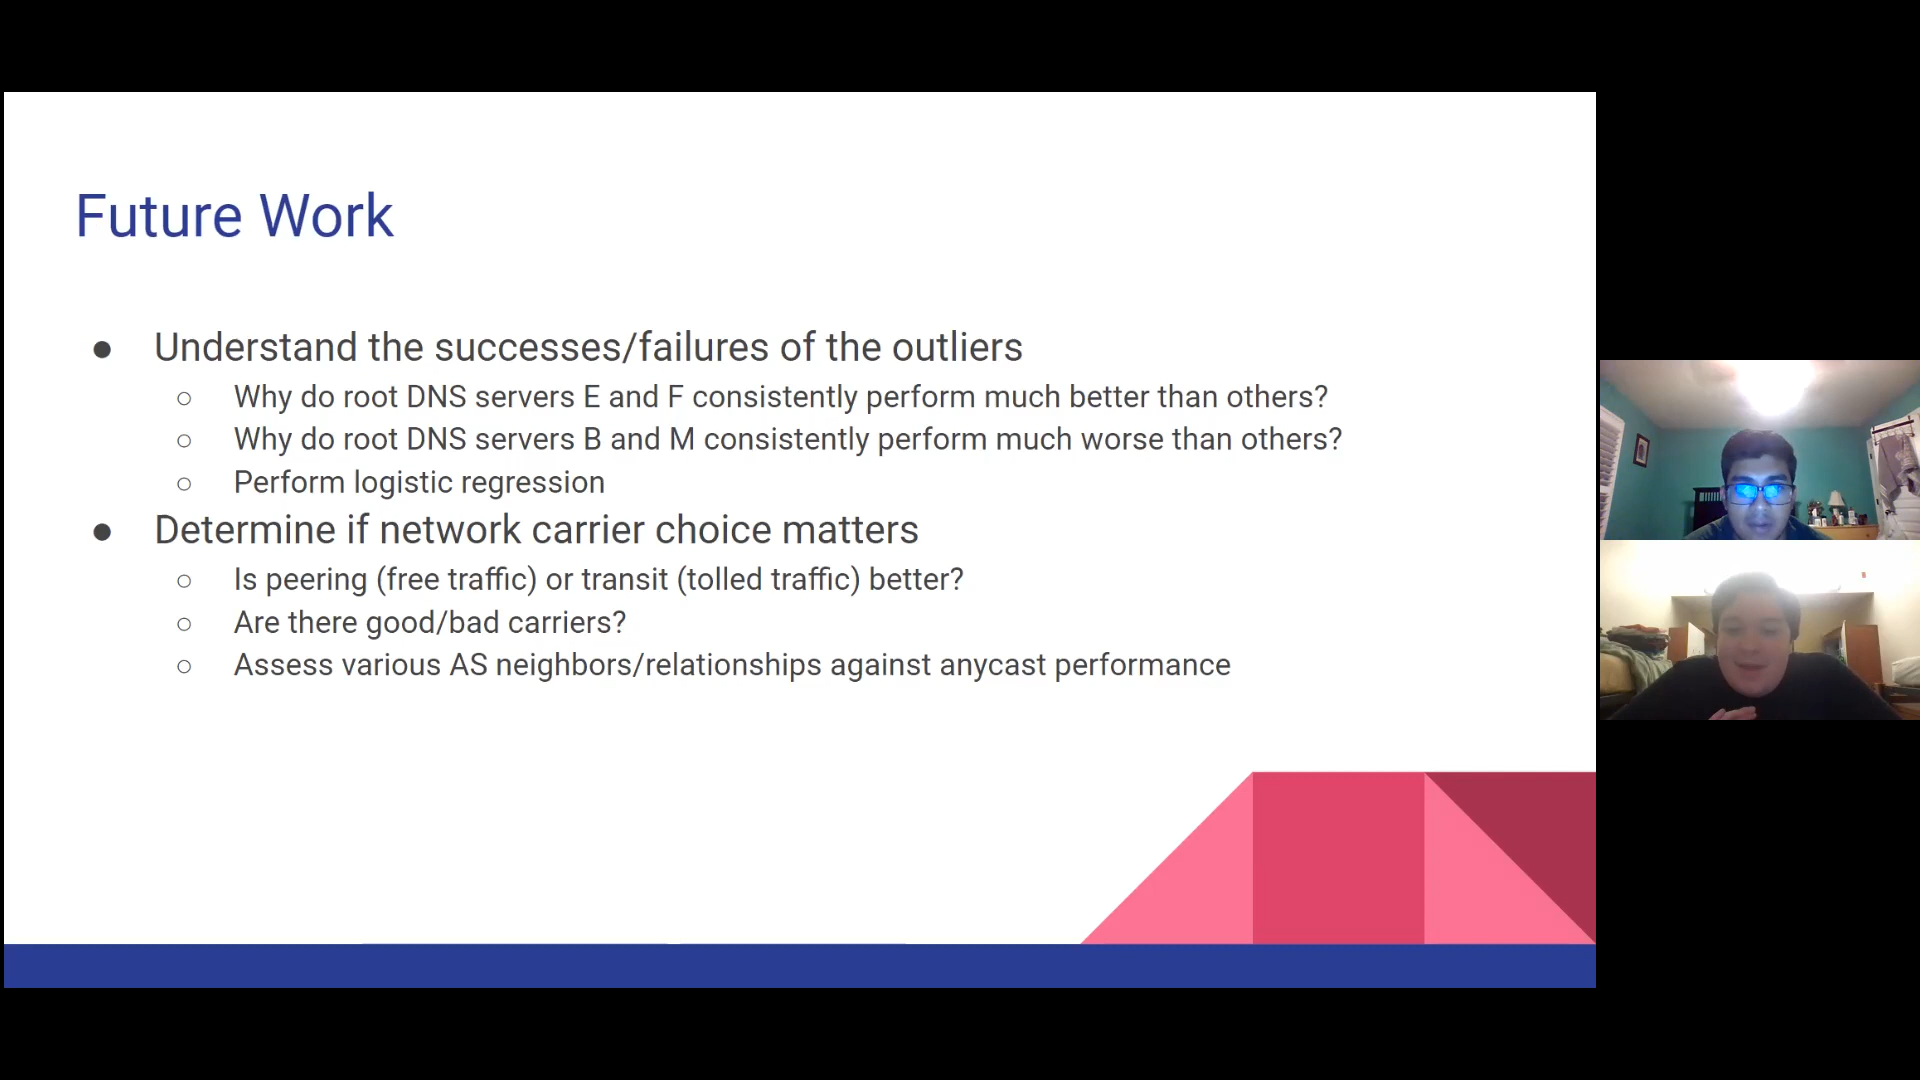 Future Work
● Understand the successes/failures of the outliers
○ Why do root DNS servers E and F consistently perform much better than others?
○ Why do root DNS servers B and M consistently perform much worse than others?
○ Perform logistic regression
● Determine if network carrier choice matters
○ Is peering (free traffic) or transit (tolled traffic) better?
○ Are there good/bad carriers?
○ Assess various AS neighbors/relationships against anycast performance